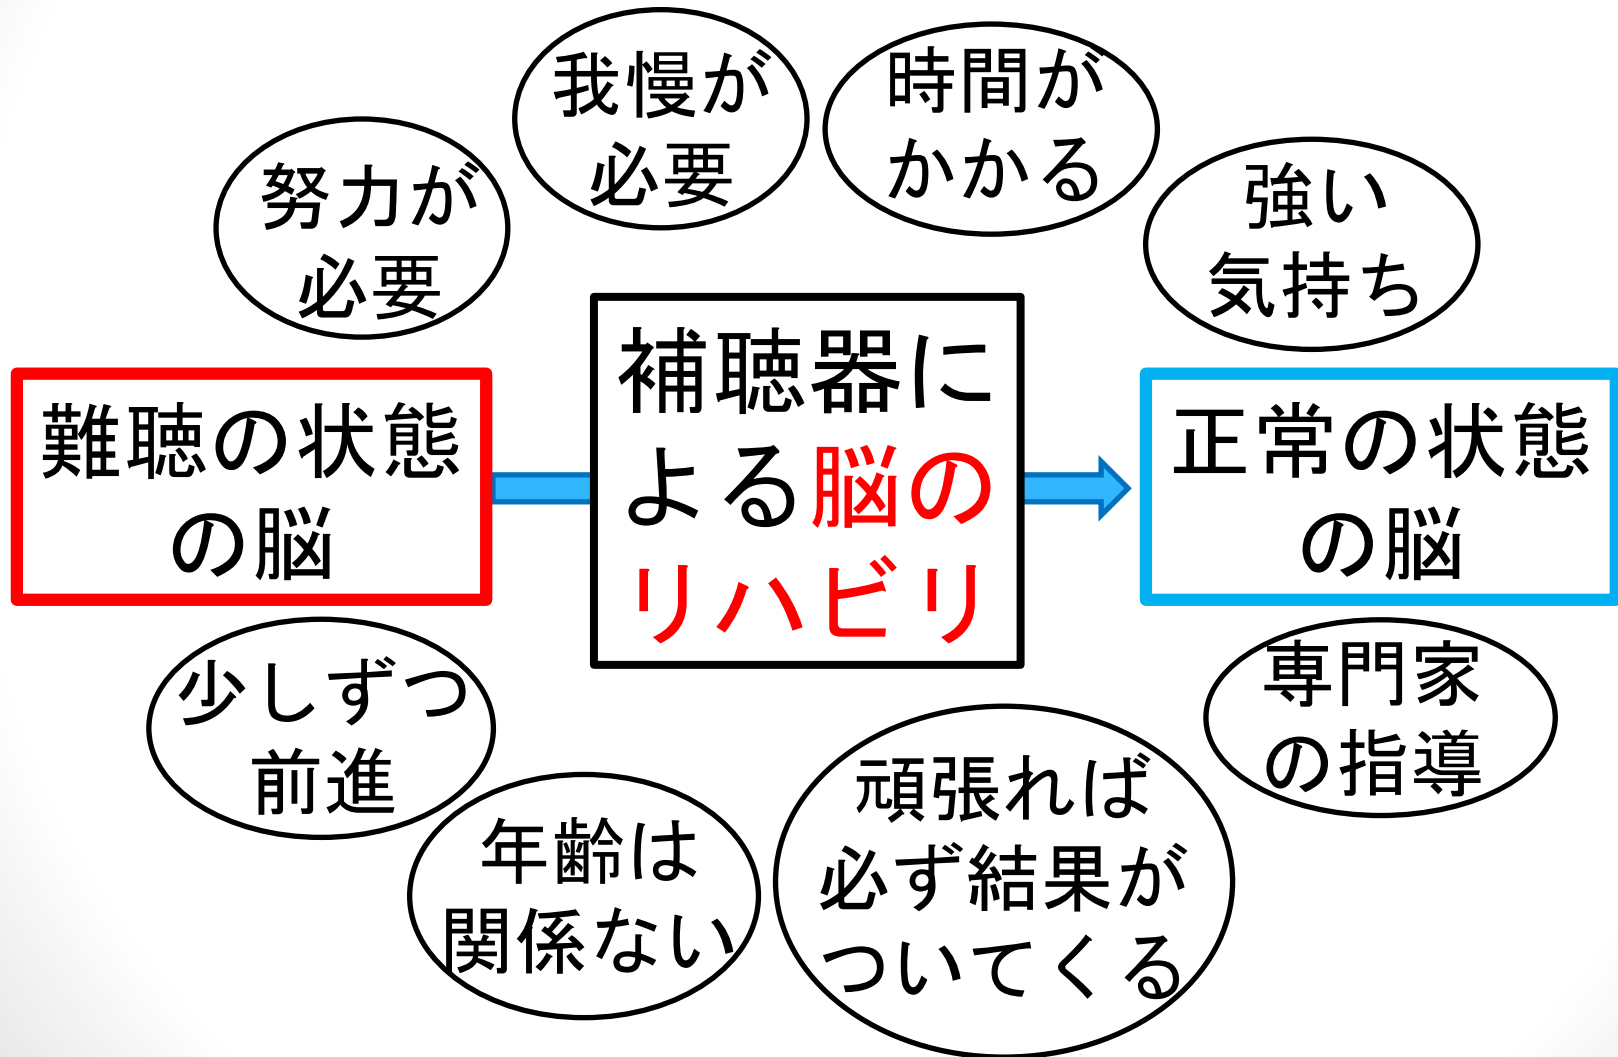 我慢が
必要
時間が
かかる
努力が
必要
強い
気持ち
難聴の状態
の脳
補聴器に
よる脳の
リハビリ
正常の状態
の脳
少しずつ
前進
年齢は
関係ない
頑張れば
必ず結果が
ついてくる
専門家
の指導